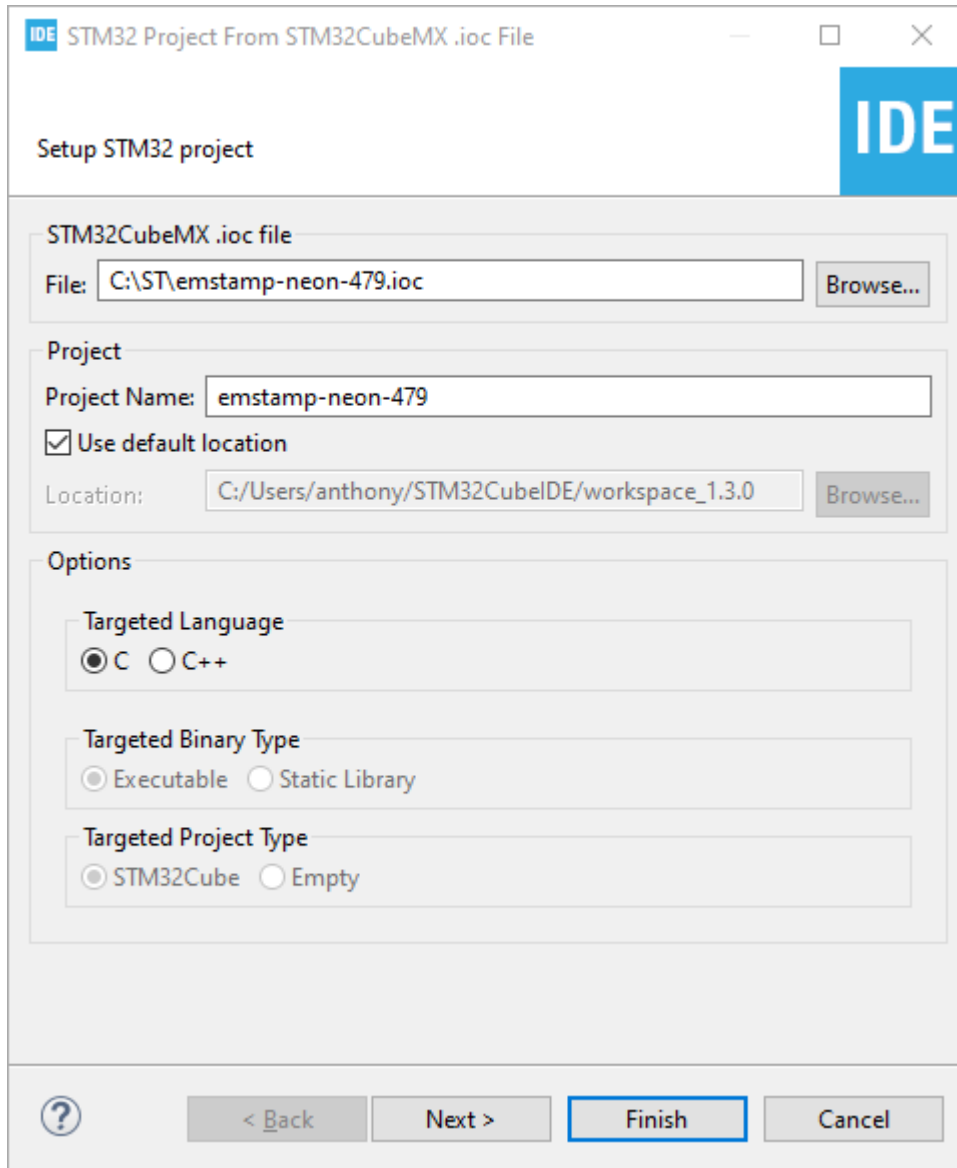 IDE STM32 Project From STM32CubeMX .ioc File
Setup STM32 project
IDE
STM32CubeMX .ioc file
File: C:\ST\emstamp-neon-479.ioc Browse...
Project
Project Name: emstamp-neon-479
Use default location
Location: C:/Users/anthony/STM32CubeIDE/workspace_1.3.0 Browse...
Options
Targeted Language
C C++
Targeted Binary Type
Executable Static Library
Targeted Project Type
STM32Cube Empty
? < Back Next > Finish Cancel